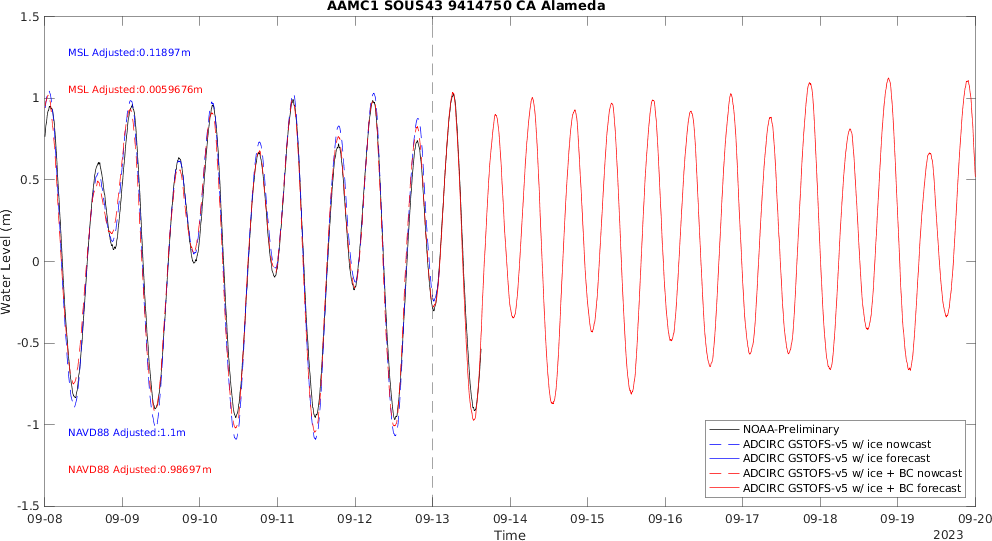 AAMC1 SOUS43 9414750 CA Alameda
1.5
1
0.5
0
-0.5
-1
-1.5
Water Level (m)
MSL Adjusted:0.11897m
MSL Adjusted:0.0059676m
NAVD88 Adjusted:1.1m
NAVD88 Adjusted:0.98697m
NOAA-Preliminary
ADCIRC GSTOFS-v5 w/ ice nowcast
ADCIRC GSTOFS-v5 w/ ice forecast
ADCIRC GSTOFS-v5 w/ ice + BC nowcast
ADCIRC GSTOFS-v5 w/ ice + BC forecast
09-08 09-09 09-10 09-11 09-12 09-13 09-14 09-15 09-16 09-17 09-18 09-19 09-20
Time
2023